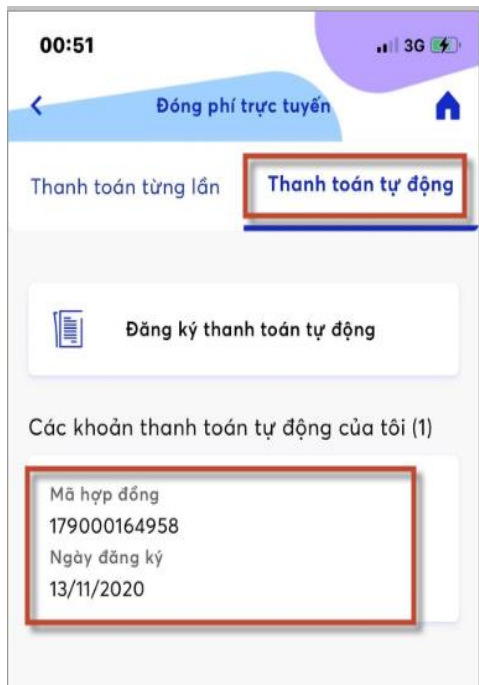 00:51
3G
Đóng phí trực tuyến
Thanh toán từng lần
Thanh toán tự động
Đăng ký thanh toán tự động
Các khoản thanh toán tự động của tôi (1)
Mã hợp đồng
179000164958
Ngày đăng ký
13/11/2020